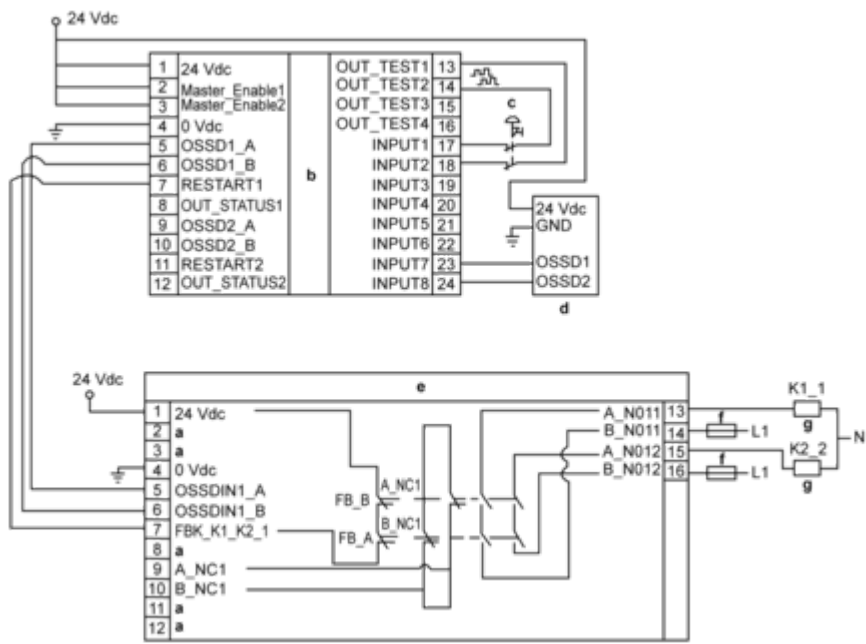 24 Vdc
1 24 Vdc
2 Master_Enable1
3 Master_Enable2
4 0 Vdc
5 OSSD1_A
6 OSSD1_B
7 RESTART1
8 OUT_STATUS1
9 OSSD2_A
10 OSSD2_B
11 RESTART2
12 OUT_STATUS2
b
OUT_TEST1 13
OUT_TEST2 14
OUT_TEST3 15
OUT_TEST4 16
INPUT1 17
INPUT2 18
INPUT3 19
INPUT4 20
INPUT5 21
INPUT6 22
INPUT7 23
INPUT8 24
c
24 Vdc
GND
OSSD1
OSSD2
d
24 Vdc
e
1 24 Vdc
2 a
3 a
4 0 Vdc
5 OSSDIN1_A
6 OSSDIN1_B
7 FBK_K1_K2_1
8 a
9 A_NC1
10 B_NC1
11 a
12 a
FB_B
A_NC1
FB_A
B_NC1
A_N011 13
B_N011 14
A_N012 15
B_N012 16
K1_1
g
f
L1
K2_2
g
f
L1
N